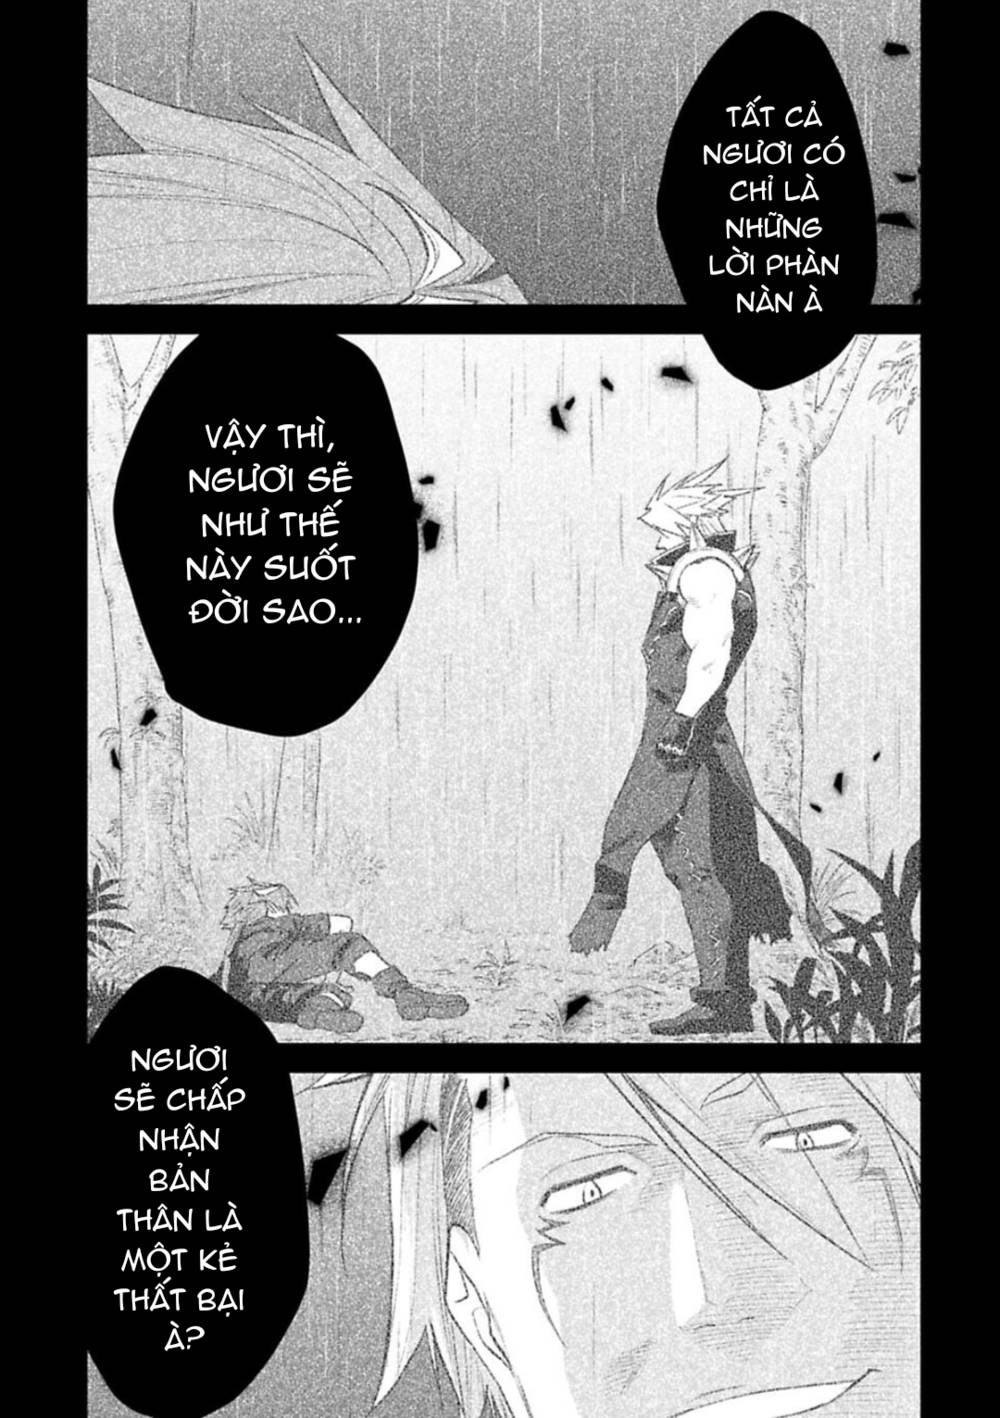 TẤT CẢ
NGƯƠI CÓ
CHỈ LÀ
NHỮNG
LỜI PHÀN
NÀN À
VẬY THÌ,
NGƯƠI SẼ
NHƯ THẾ
NÀY SUỐT
ĐỜI SAO...
NGƯƠI
SẼ CHẤP
NHẬN
BẢN
THÂN LÀ
MỘT KẺ
THẤT BẠI
À?